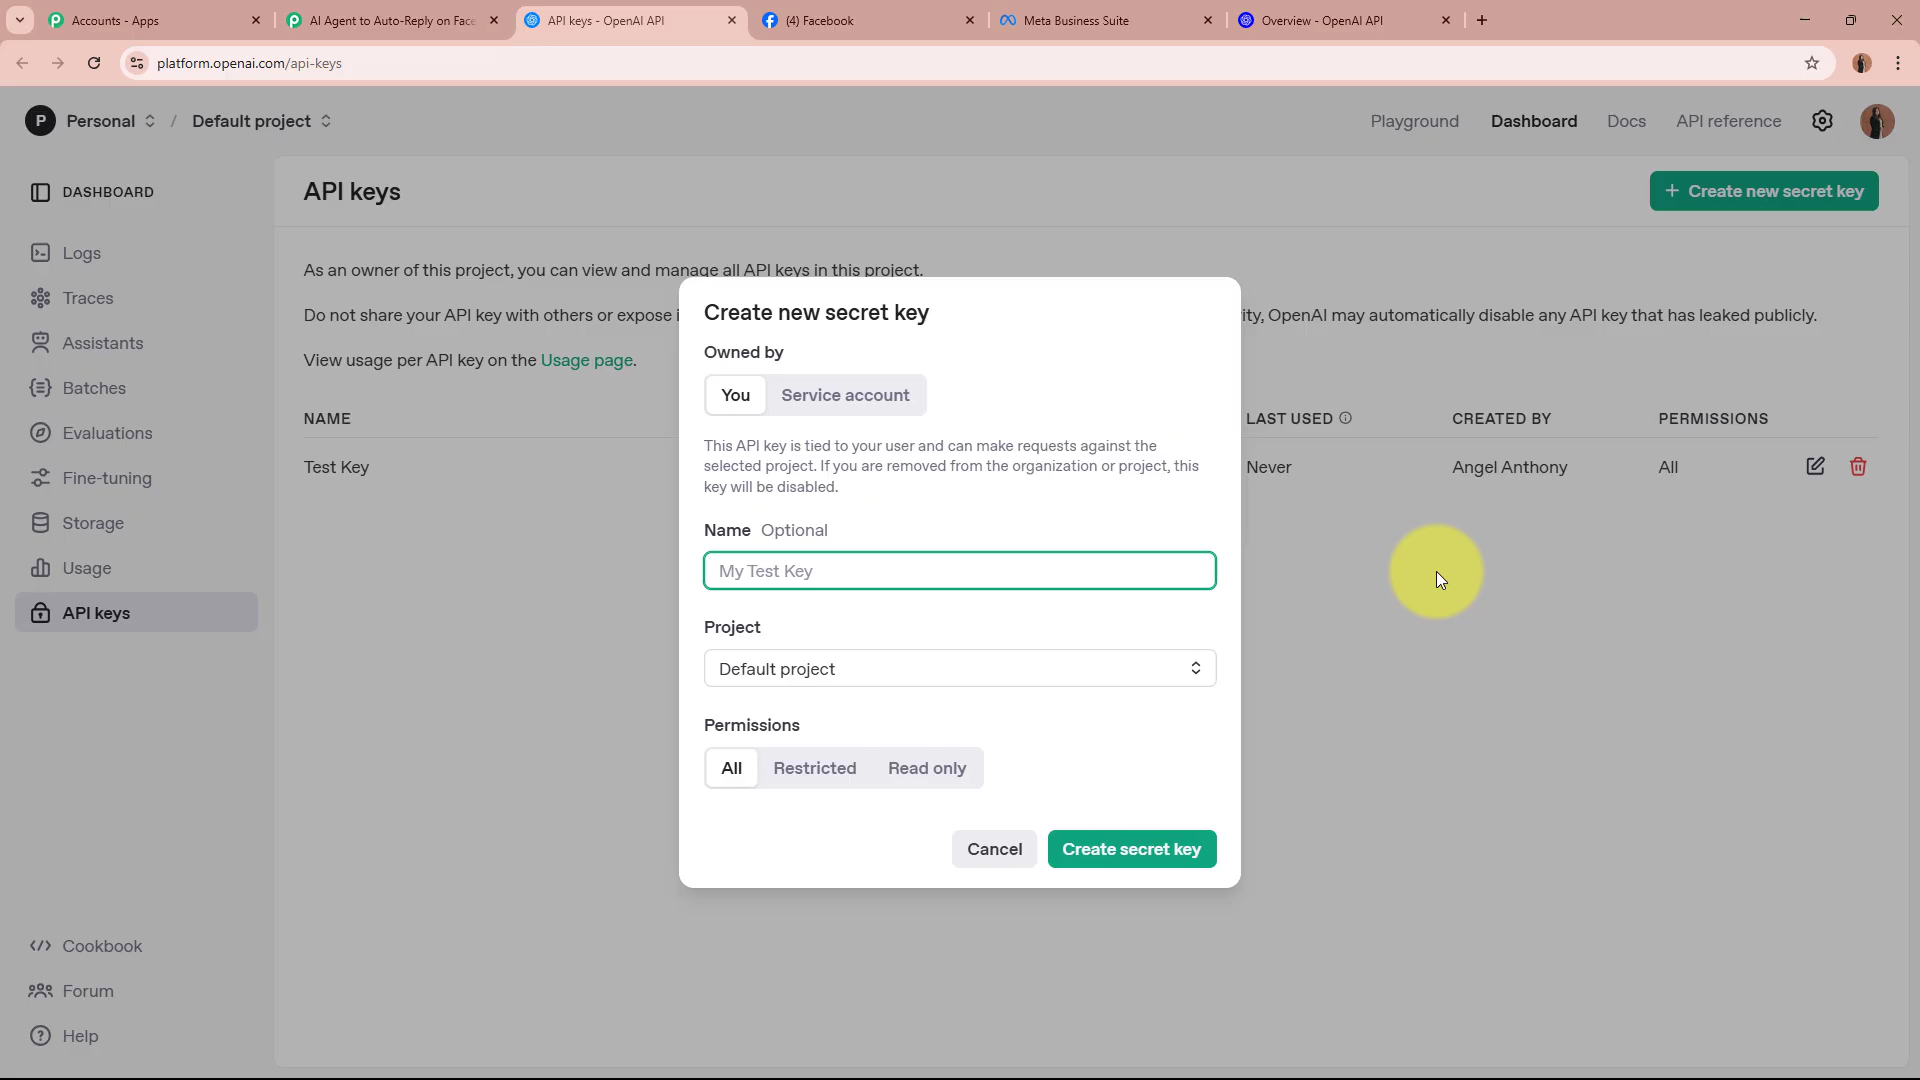 Accounts - Apps
AI Agent to Auto-Reply on Face
API keys - OpenAI API
(4) Facebook
Meta Business Suite
Overview - OpenAI API
platform.openai.com/api-keys
P Personal / Default project
Playground Dashboard Docs API reference
DASHBOARD
Logs
Traces
Assistants
Batches
Evaluations
Fine-tuning
Storage
Usage
API keys
Cookbook
Forum
Help
API keys
+ Create new secret key
As an owner of this project, you can view and manage all API keys in this project.
Do not share your API key with others or expose i
ity, OpenAI may automatically disable any API key that has leaked publicly.
View usage per API key on the Usage page.
NAME LAST USED CREATED BY PERMISSIONS
Test Key Never Angel Anthony All
Create new secret key
Owned by
You Service account
This API key is tied to your user and can make requests against the
selected project. If you are removed from the organization or project, this
key will be disabled.
Name Optional
My Test Key
Project
Default project
Permissions
All Restricted Read only
Cancel Create secret key